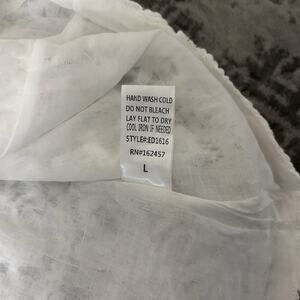 HAND WASH COLD
DO NOT BLEACH
LAY FLAT TO DRY
COOL IRON IF NEEDED
STYLE#:ED1616
RN#162457
L